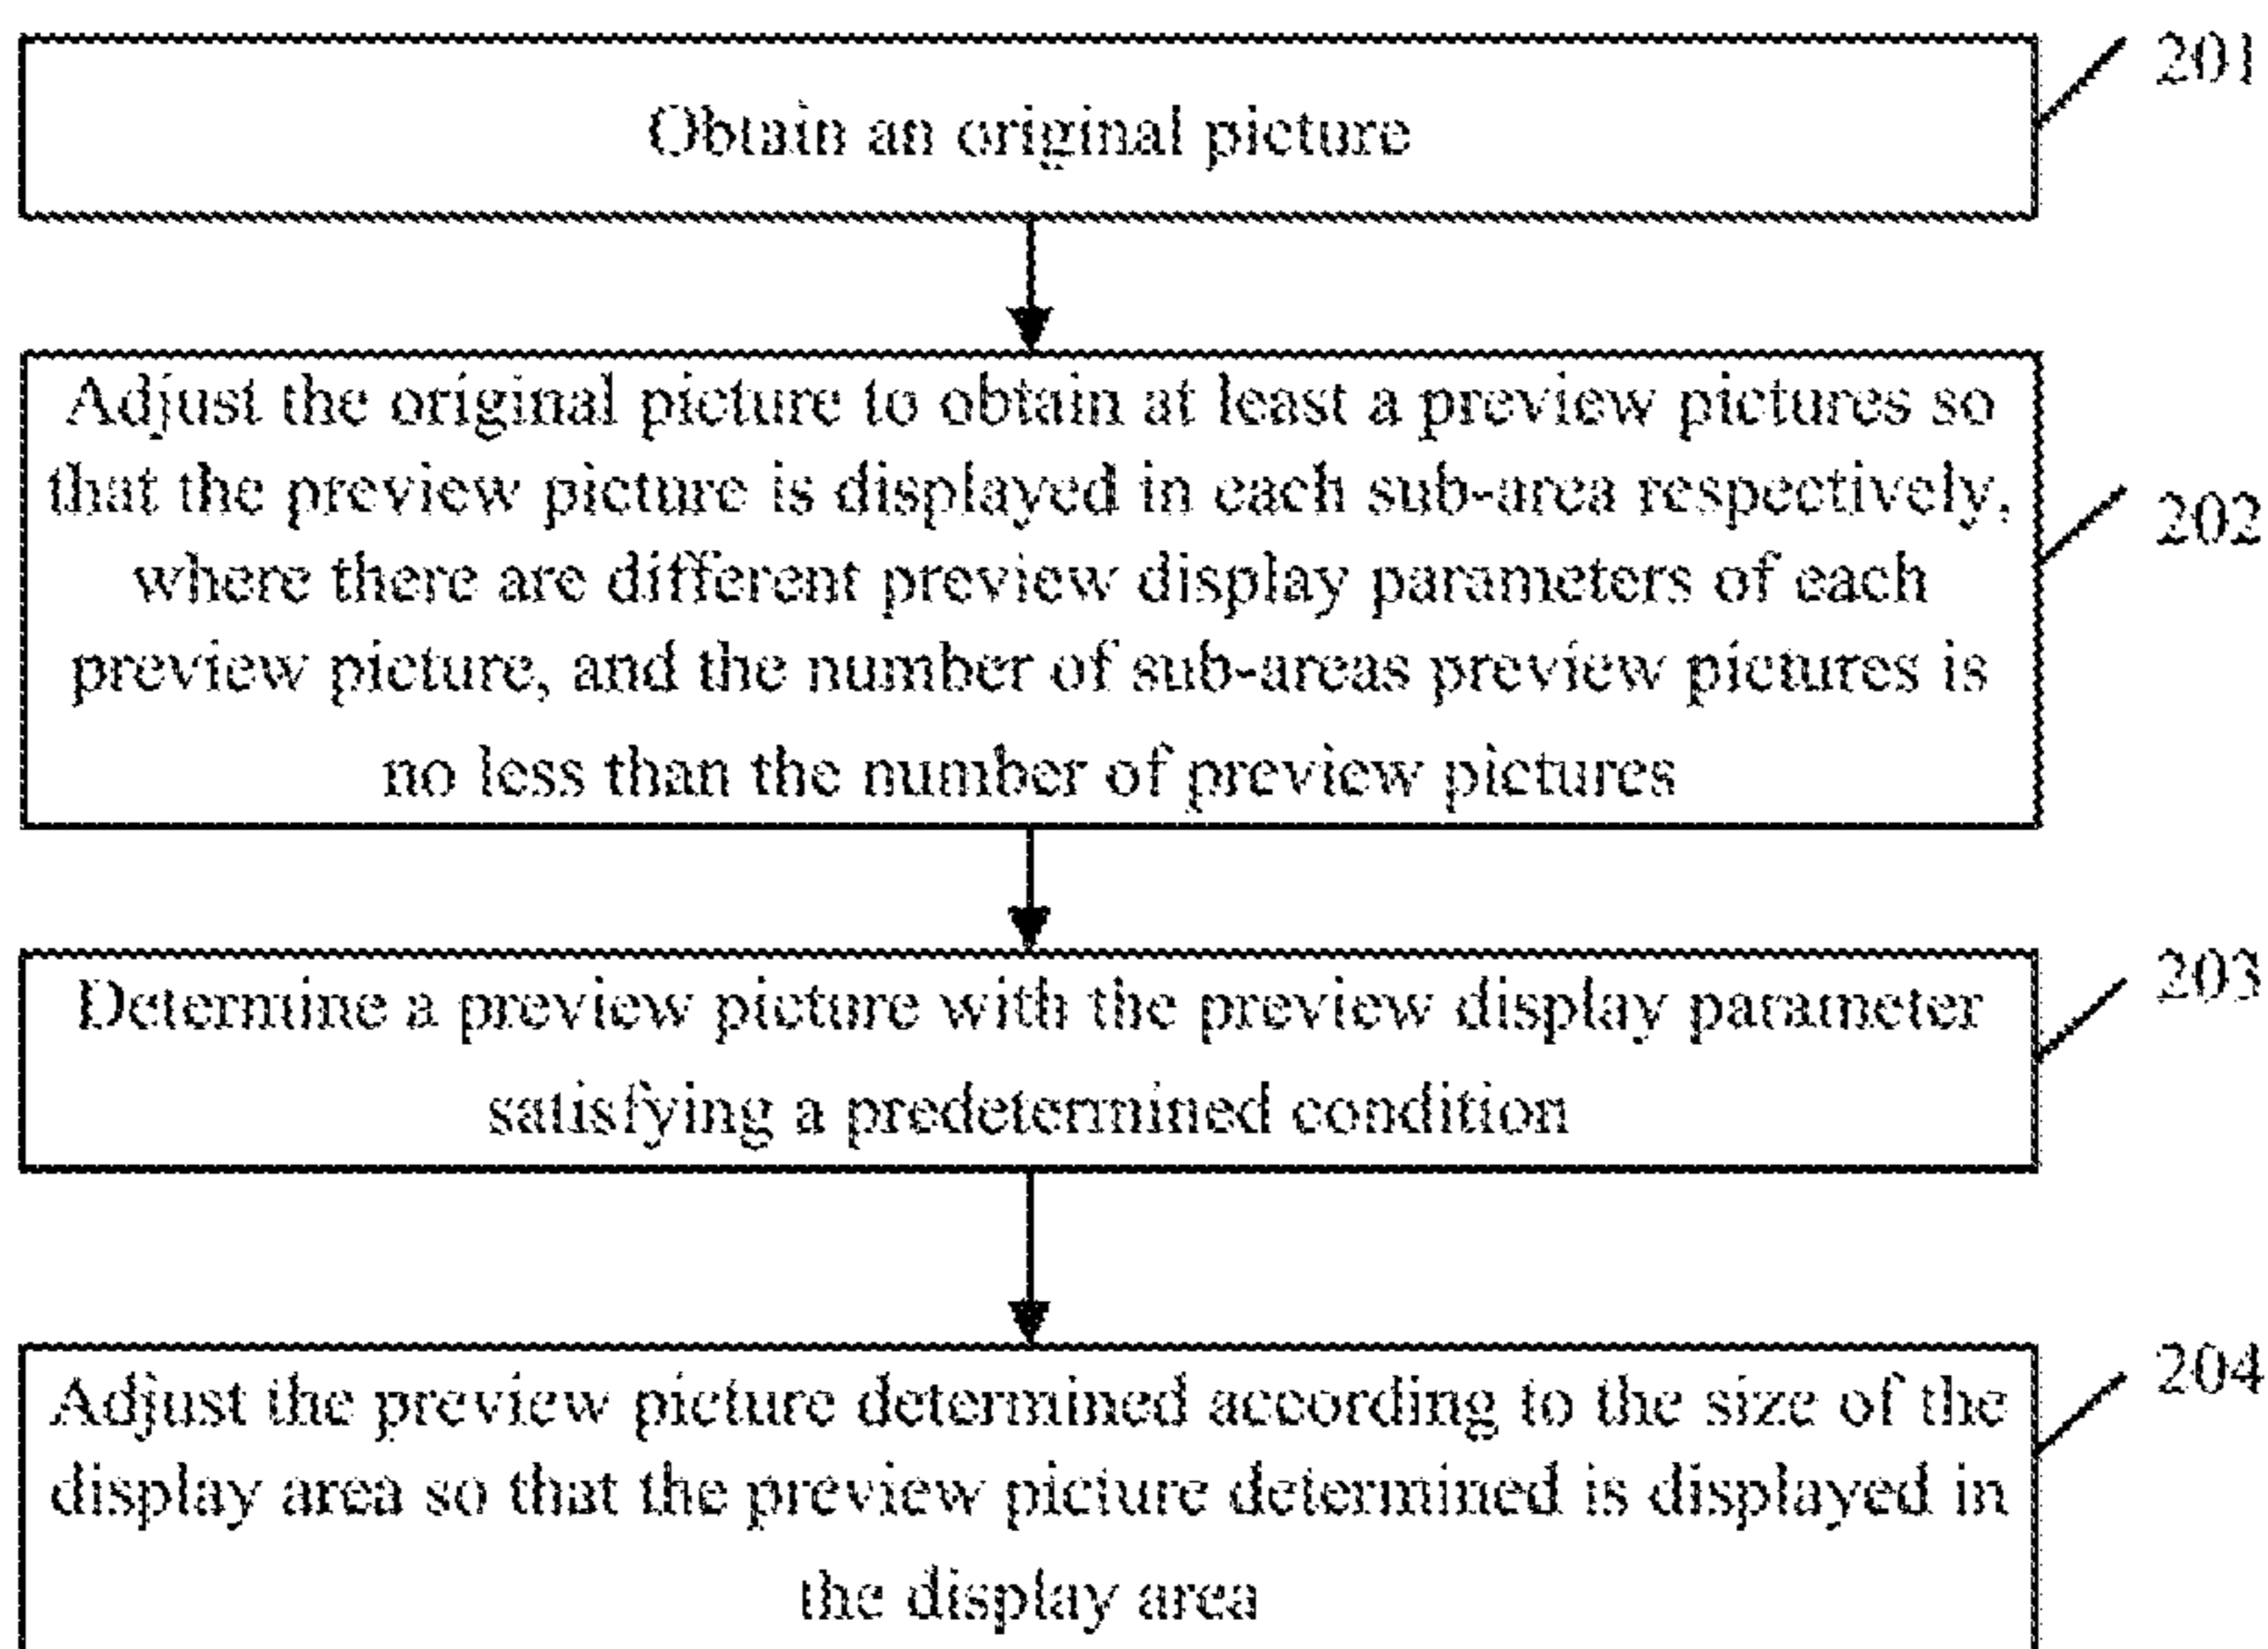 201
Obtain an original picture
Adjust the original picture to obtain at least a preview pictures so
that the preview picture is displayed in each sub-area respectively,
where there are different preview display parameters of each
preview picture, and the number of sub-areas preview pictures is
no less than the number of preview pictures
202
Determine a preview picture with the preview display parameter
satisfying a predetermined condition
203
Adjust the preview picture determined according to the size of the
display area so that the preview picture determined is displayed in
the display area
204